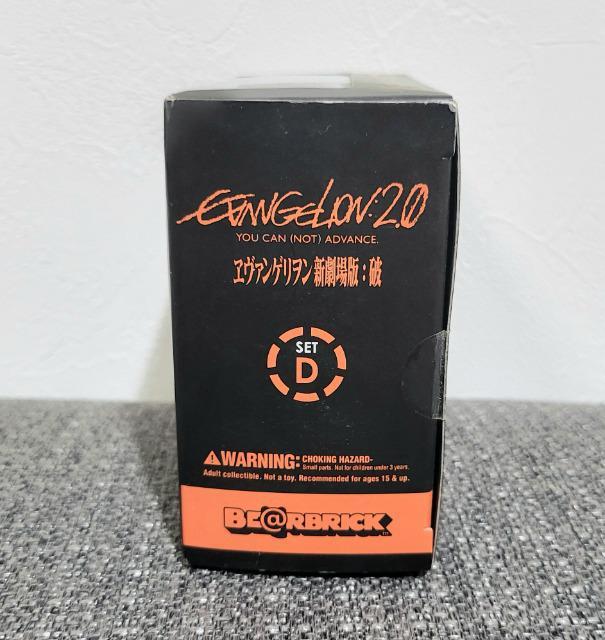 EVANGELION:2.0
YOU CAN (NOT) ADVANCE.
ヱヴァンゲリヲン新劇場版：破
SET
D
WARNING: CHOKING HAZARD-
Small parts. Not for children under 3 years.
Adult collectible. Not a toy. Recommended for ages 15 & up.
BE@RBRICK